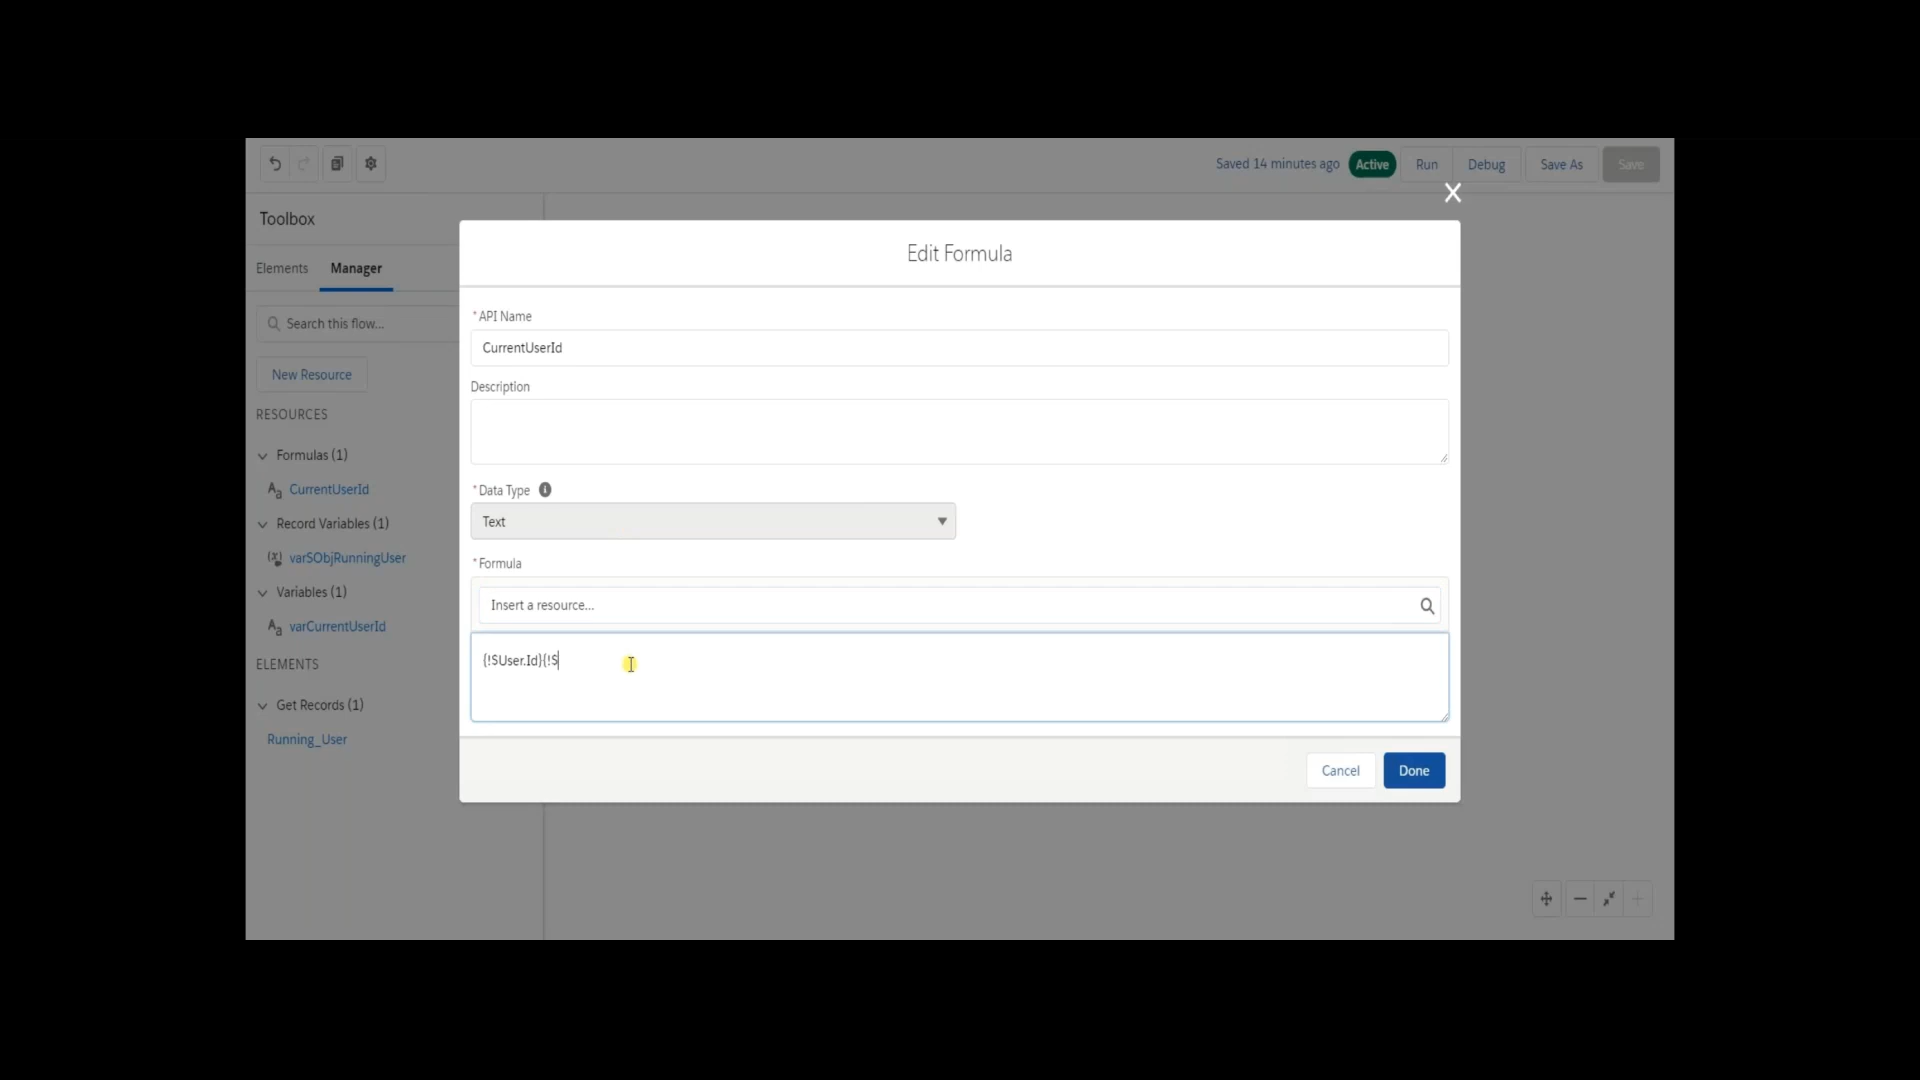 Saved 14 minutes ago
Active
Run
Debug
Save As
Save
Toolbox
Elements
Manager
Search this flow...
New Resource
RESOURCES
Formulas (1)
CurrentUserId
Record Variables (1)
varSObjRunningUser
Variables (1)
varCurrentUserId
ELEMENTS
Get Records (1)
Running_User
Edit Formula
* API Name
CurrentUserId
Description
* Data Type
Text
* Formula
Insert a resource...
{!$User.Id}{!$
Cancel
Done